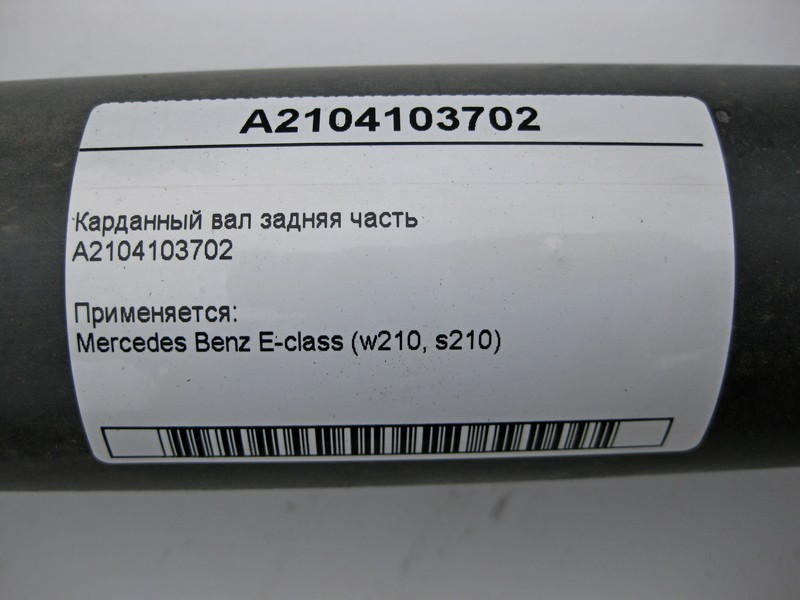 A2104103702
Карданный вал задняя часть
A2104103702
Применяется:
Mercedes Benz E-class (w210, s210)